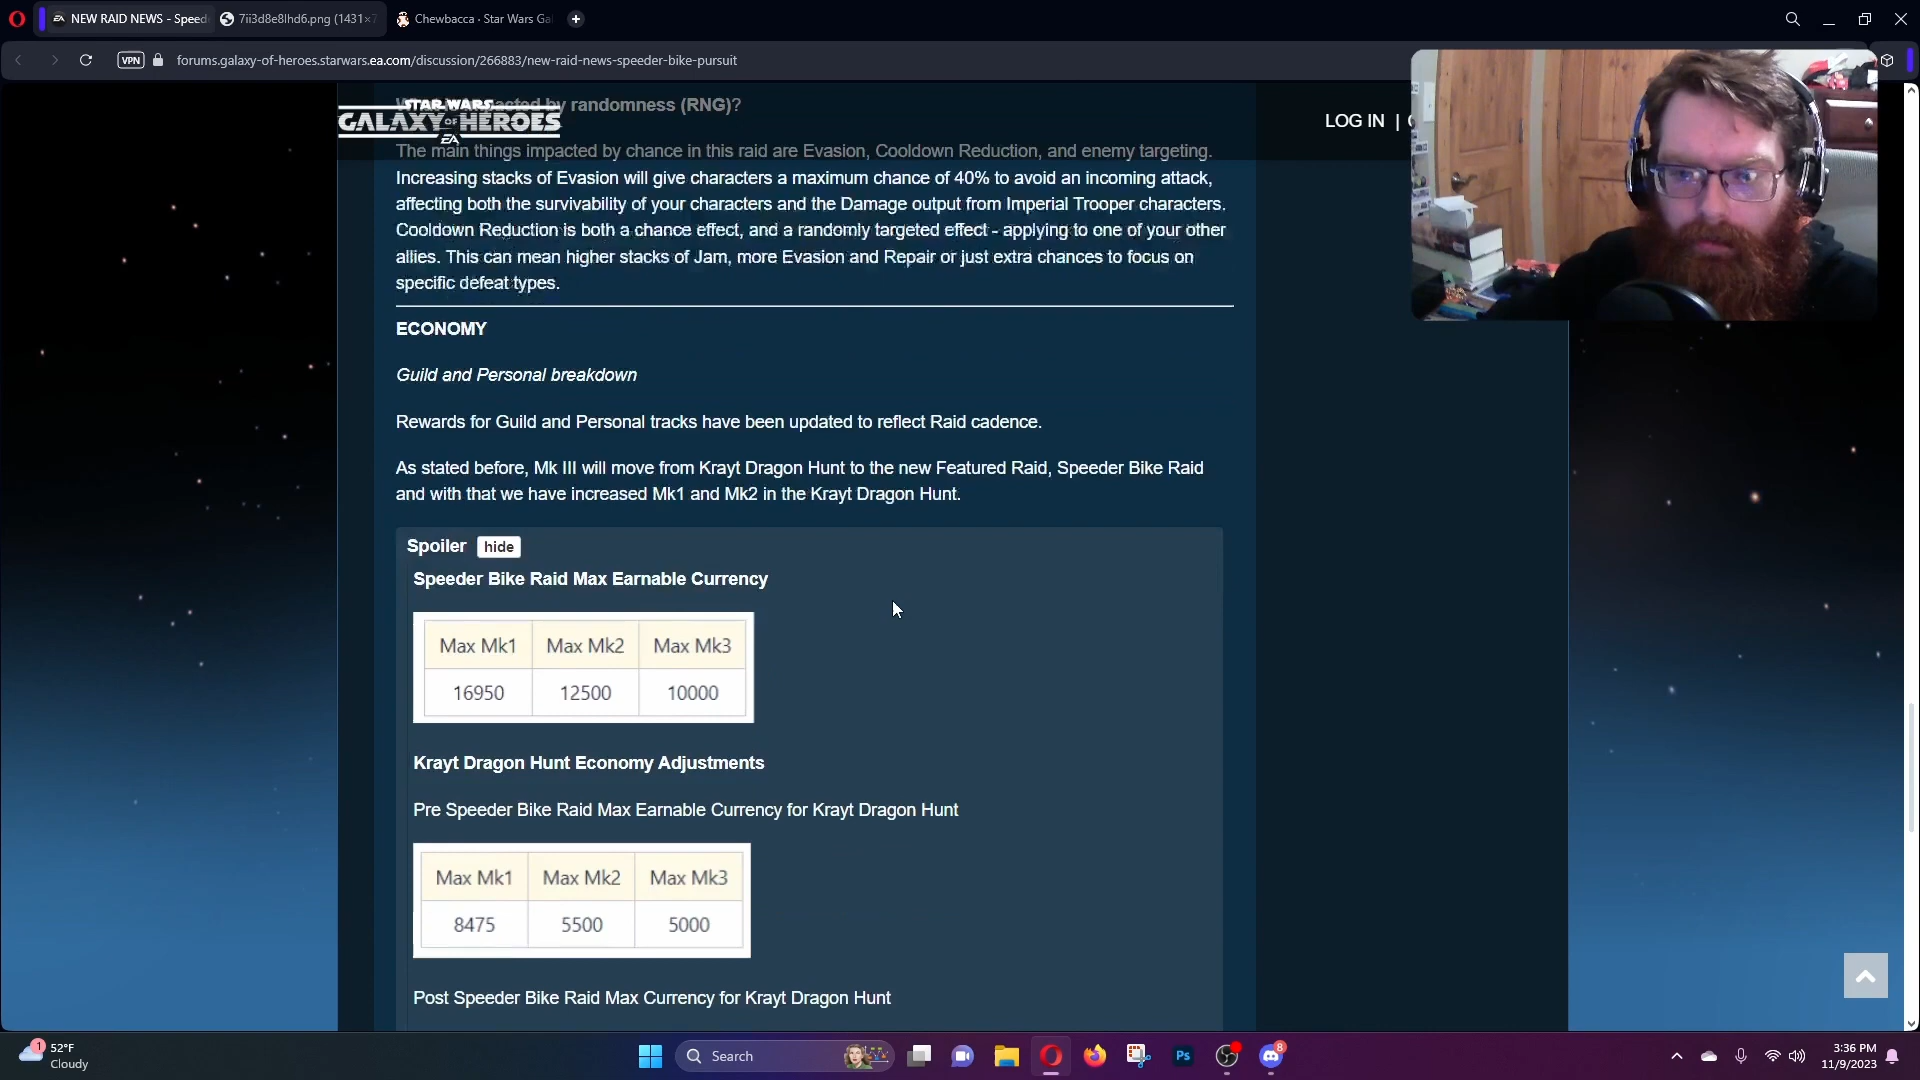 NEW RAID NEWS - Speed
7ii3d8e8lhd6.png (1431×7
Chewbacca · Star Wars Ga
VPN
forums.galaxy-of-heroes.starwars.ea.com/discussion/266883/new-raid-news-speeder-bike-pursuit
STAR WARS
GALAXY OF HEROES
EA
LOG IN |
impacted by randomness (RNG)?
The main things impacted by chance in this raid are Evasion, Cooldown Reduction, and enemy targeting.
Increasing stacks of Evasion will give characters a maximum chance of 40% to avoid an incoming attack,
affecting both the survivability of your characters and the Damage output from Imperial Trooper characters.
Cooldown Reduction is both a chance effect, and a randomly targeted effect - applying to one of your other
allies. This can mean higher stacks of Jam, more Evasion and Repair or just extra chances to focus on
specific defeat types.
ECONOMY
Guild and Personal breakdown
Rewards for Guild and Personal tracks have been updated to reflect Raid cadence.
As stated before, Mk III will move from Krayt Dragon Hunt to the new Featured Raid, Speeder Bike Raid
and with that we have increased Mk1 and Mk2 in the Krayt Dragon Hunt.
Spoiler hide
Speeder Bike Raid Max Earnable Currency
Max Mk1 Max Mk2 Max Mk3
16950 12500 10000
Krayt Dragon Hunt Economy Adjustments
Pre Speeder Bike Raid Max Earnable Currency for Krayt Dragon Hunt
Max Mk1 Max Mk2 Max Mk3
8475 5500 5000
Post Speeder Bike Raid Max Currency for Krayt Dragon Hunt
1
52°F
Cloudy
Search
Ps
8
3:36 PM
11/9/2023